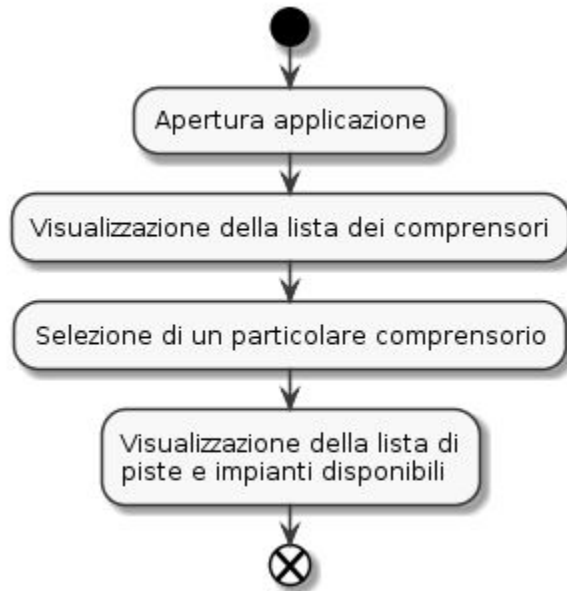 Apertura applicazione
Visualizzazione della lista dei comprensori
Selezione di un particolare comprensorio
Visualizzazione della lista di
piste e impianti disponibili